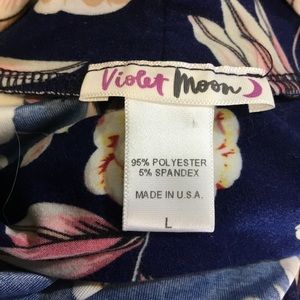 Violet Moon
95% POLYESTER
5% SPANDEX
MADE IN U.S.A.
L